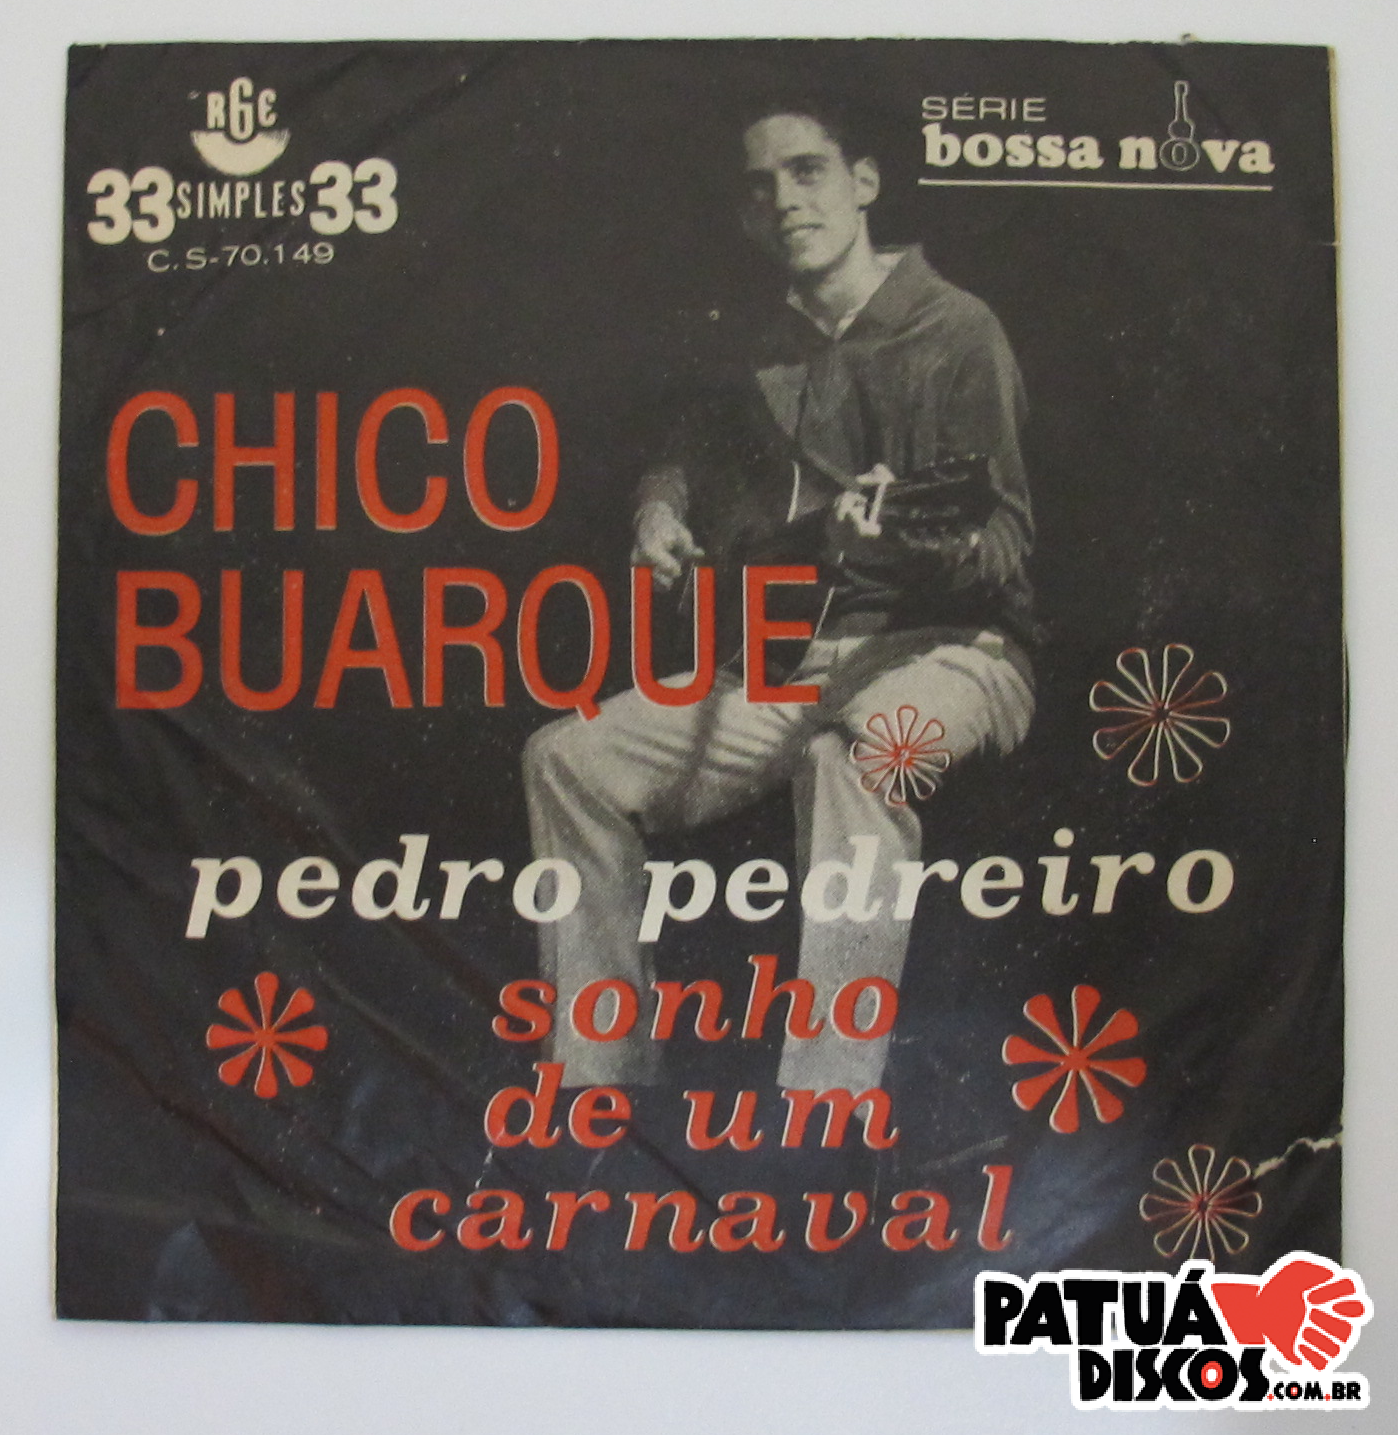 RGE
33 SIMPLES 33
C.S-70.149
SÉRIE
bossa nova
CHICO
BUARQUE
pedro pedreiro
sonho
de um
carnaval
PATUÁ
DISCOS.COM.BR